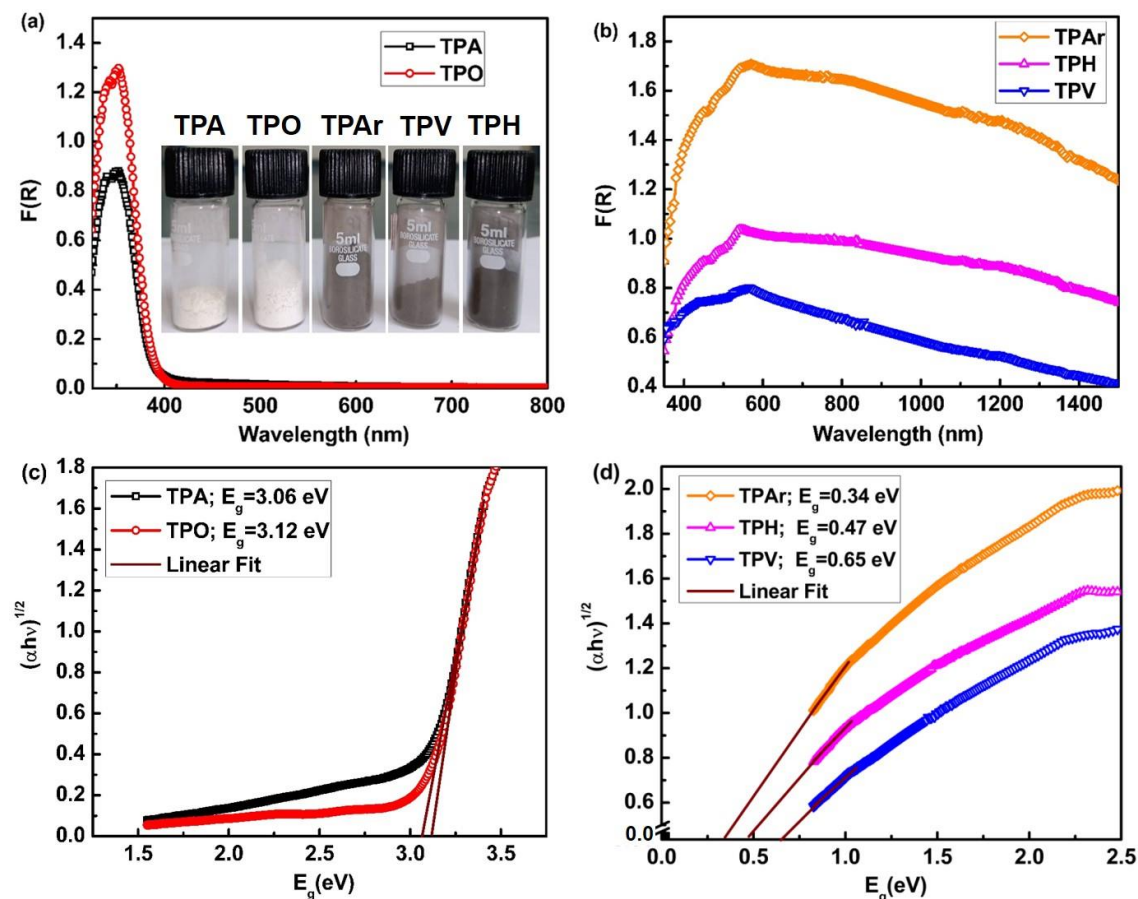 (a)
1.4
1.2
1.0
0.8
0.6
0.4
0.2
0.0
F(R)
TPA
TPO
TPA TPO TPAr TPV TPH
5ml
5ml
BOROSILICATE
GLASS
5ml
BOROSILICATE
GLASS
5ml
BOROSILICATE
GLASS
5ml
BOROSILICATE
GLASS
400 500 600 700 800
Wavelength (nm)
(b)
1.8
1.6
1.4
1.2
1.0
0.8
0.6
0.4
F(R)
TPAr
TPH
TPV
400 600 800 1000 1200 1400
Wavelength (nm)
(c)
1.8
1.6
1.4
1.2
1.0
0.8
0.6
0.4
0.2
0.0
(αhν)1/2
TPA; Eg=3.06 eV
TPO; Eg=3.12 eV
Linear Fit
1.5 2.0 2.5 3.0 3.5
Eg(eV)
(d)
2.0
1.8
1.6
1.4
1.2
1.0
0.8
0.6
0.0
(αhν)1/2
TPAr; Eg=0.34 eV
TPH; Eg=0.47 eV
TPV; Eg=0.65 eV
Linear Fit
0.0 0.5 1.0 1.5 2.0 2.5
Eg(eV)